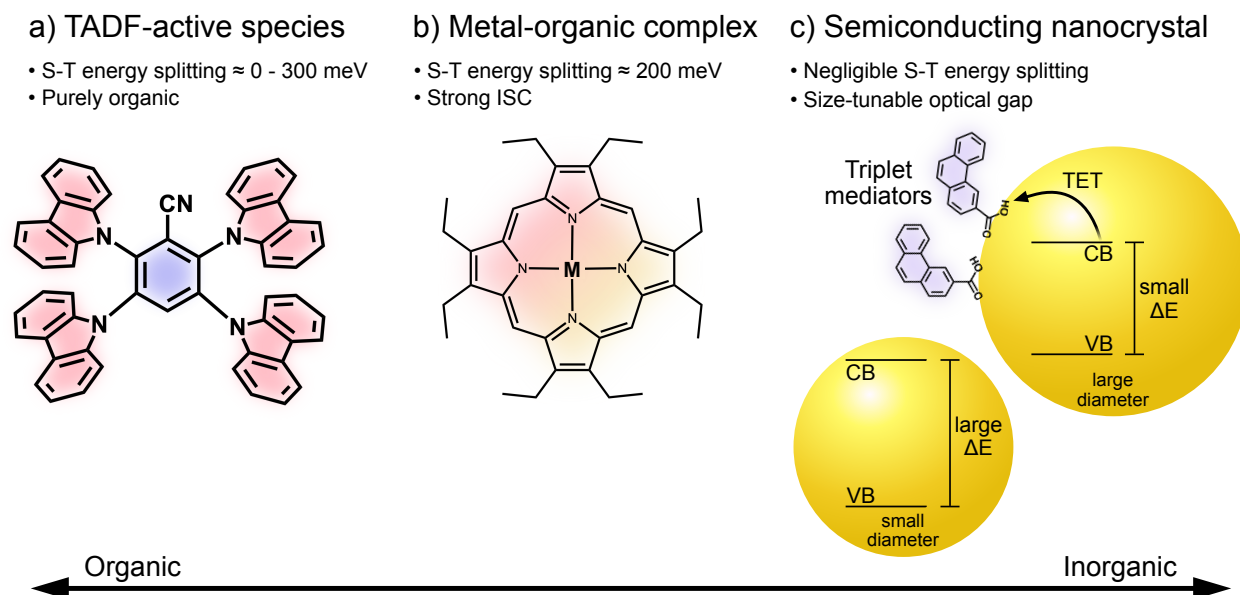 a) TADF-active species
• S-T energy splitting ≈ 0 - 300 meV
• Purely organic
CN
N
N
N
N
b) Metal-organic complex
• S-T energy splitting ≈ 200 meV
• Strong ISC
N
N
M
N
N
c) Semiconducting nanocrystal
• Negligible S-T energy splitting
• Size-tunable optical gap
Triplet
mediators
HO
O
HO
O
TET
CB
small
ΔE
VB
large
diameter
CB
large
ΔE
VB
small
diameter
Organic
Inorganic